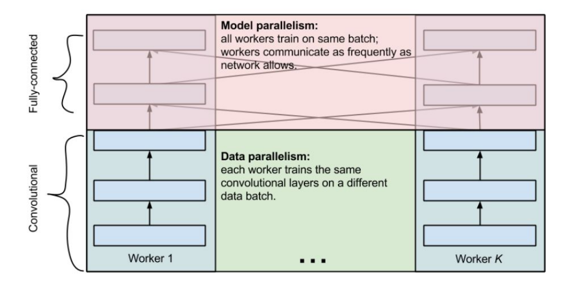 Model parallelism:
all workers train on same batch;
workers communicate as frequently as
network allows.
Fully-connected
Data parallelism:
each worker trains the same
convolutional layers on a different
data batch.
Convolutional
Worker 1
...
Worker K